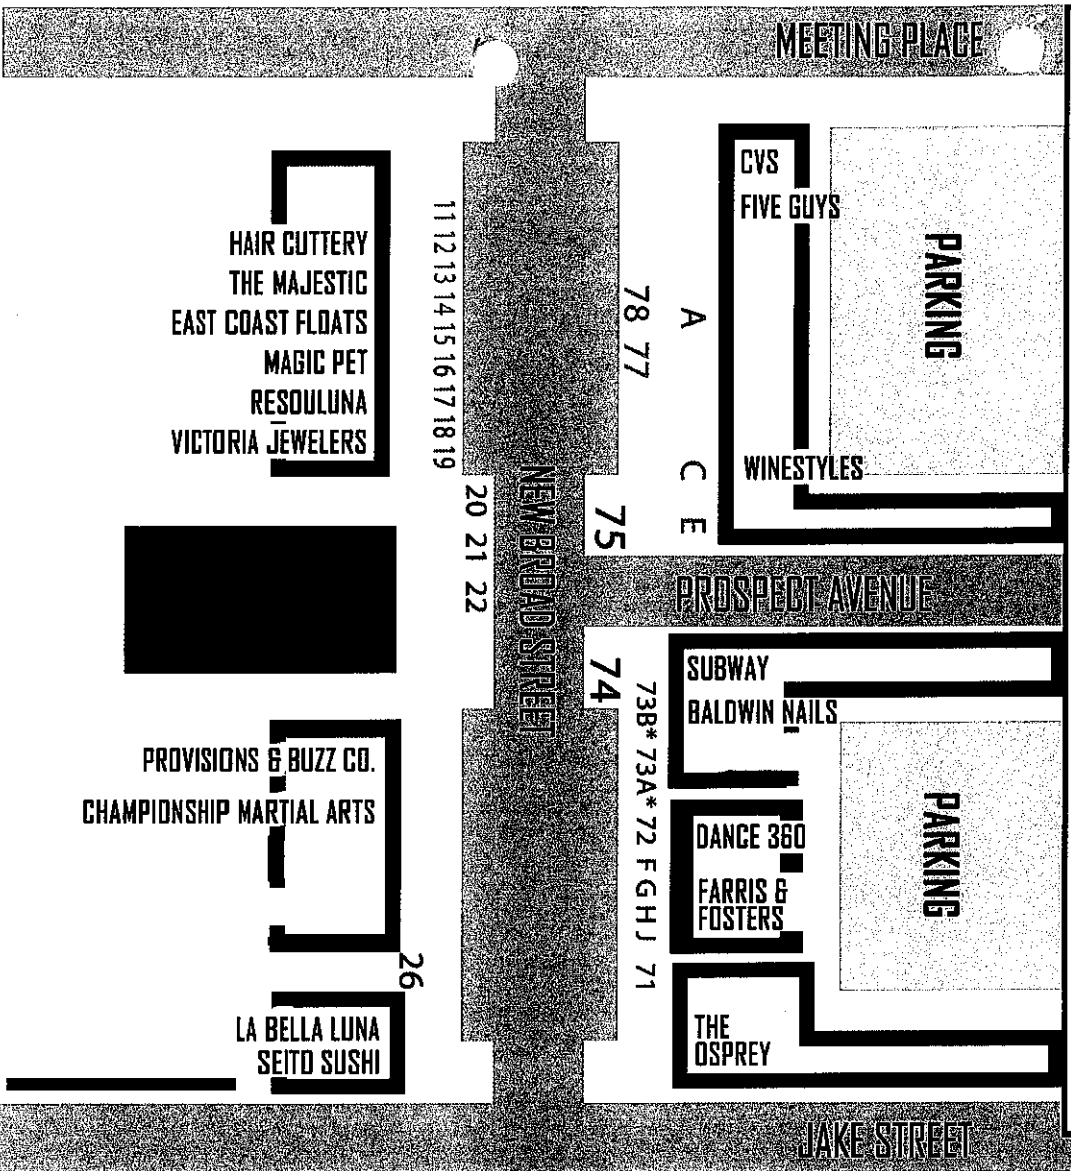 MEETING PLACE
CVS
FIVE GUYS
PARKING
HAIR CUTTERY
THE MAJESTIC
EAST COAST FLOATS
MAGIC PET
RESOULUNA
VICTORIA JEWELERS
11 12 13 14 15 16 17 18 19
78 77
A C E
WINESTYLES
20 21 22
NEW BROAD STREET
75
PROSPECT AVENUE
74
SUBWAY
BALDWIN NAILS
73B* 73A* 72 F G H J 71
PROVISIONS & BUZZ CO.
CHAMPIONSHIP MARTIAL ARTS
DANCE 360
FARRIS &
FOSTERS
PARKING
26
LA BELLA LUNA
SEITO SUSHI
THE
OSPREY
JAKE STREET